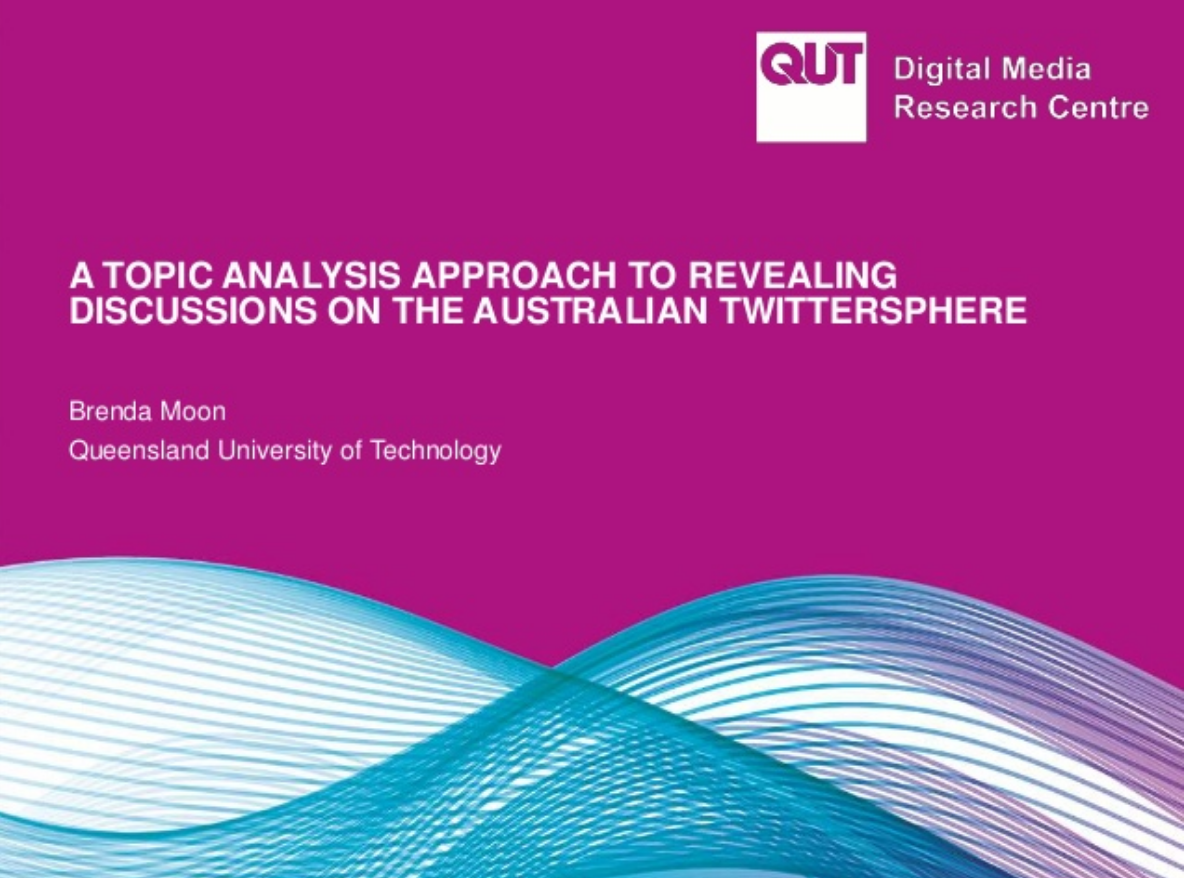 QUT
Digital Media
Research Centre
A TOPIC ANALYSIS APPROACH TO REVEALING
DISCUSSIONS ON THE AUSTRALIAN TWITTERSPHERE
Brenda Moon
Queensland University of Technology